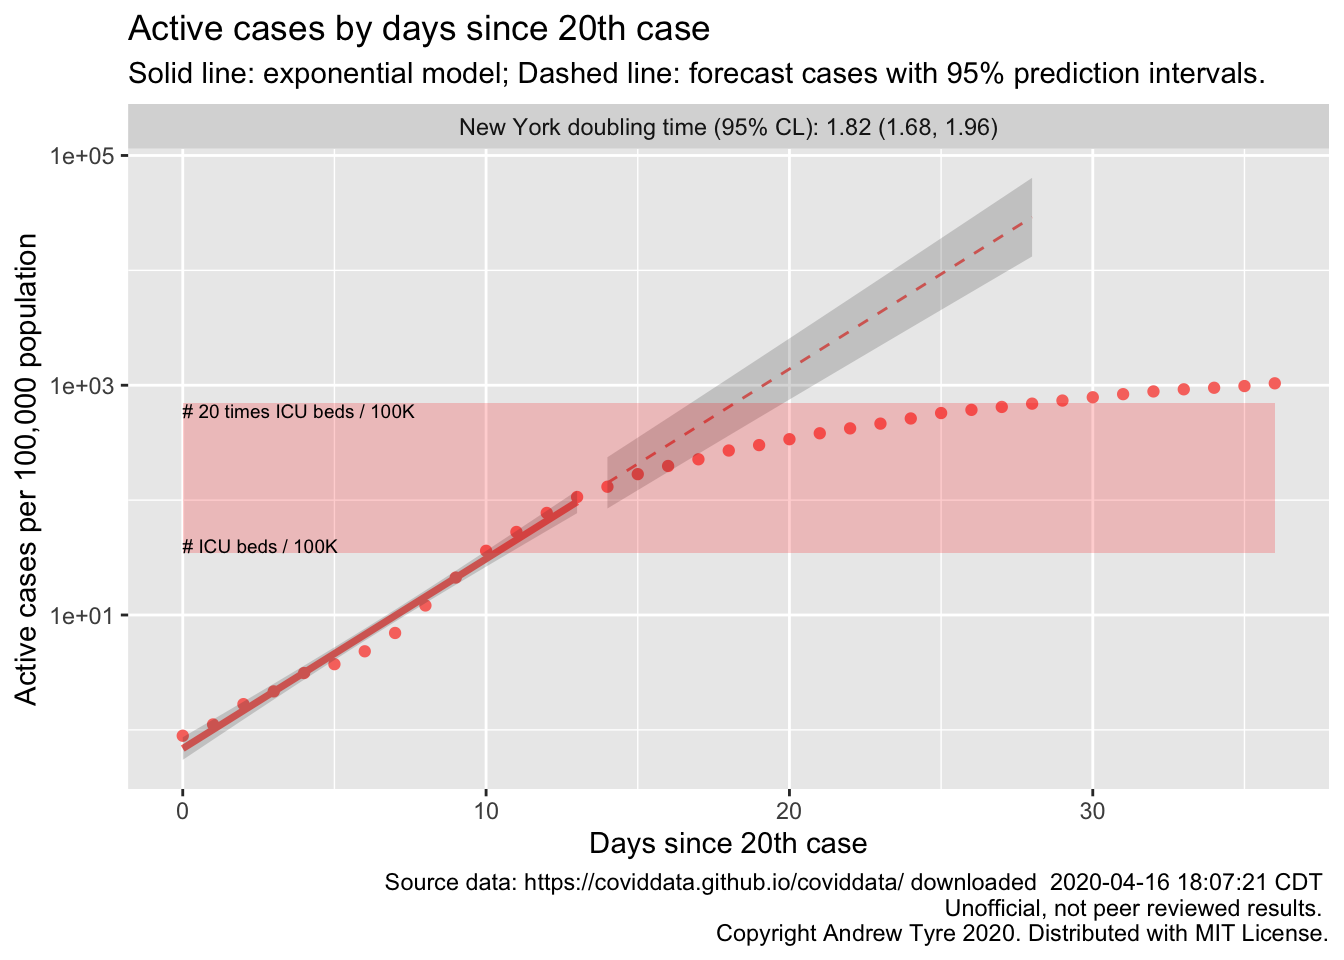 Active cases by days since 20th case
Solid line: exponential model; Dashed line: forecast cases with 95% prediction intervals.
New York doubling time (95% CL): 1.82 (1.68, 1.96)
Active cases per 100,000 population
1e+05
1e+03
1e+01
# 20 times ICU beds / 100K
# ICU beds / 100K
0
10
20
30
Days since 20th case
Source data: https://coviddata.github.io/coviddata/ downloaded  2020-04-16 18:07:21 CDT
Unofficial, not peer reviewed results.
Copyright Andrew Tyre 2020. Distributed with MIT License.